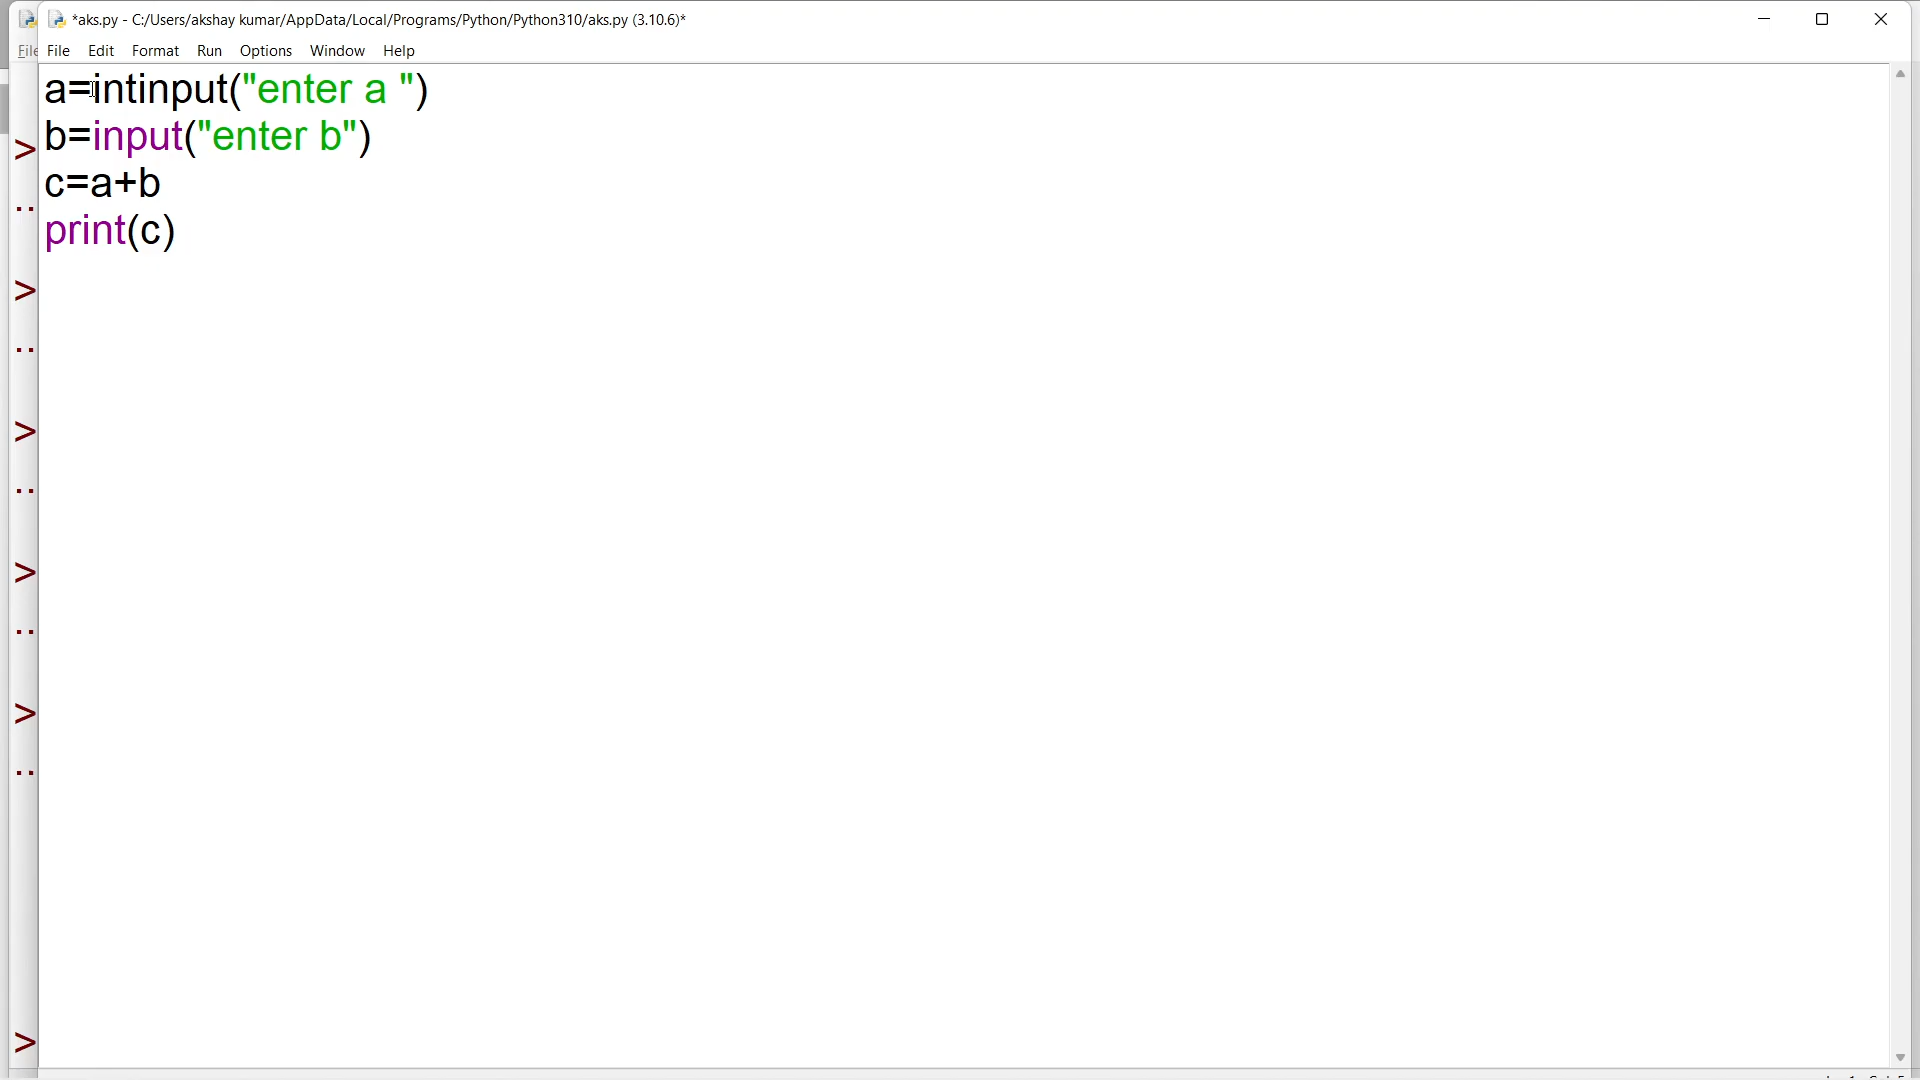 *aks.py - C:/Users/akshay kumar/AppData/Local/Programs/Python/Python310/aks.py (3.10.6)*
File
File Edit Format Run Options Window Help
a=intinput("enter a ")
b=input("enter b")
c=a+b
print(c)
>
..
>
..
>
..
>
..
>
..
>